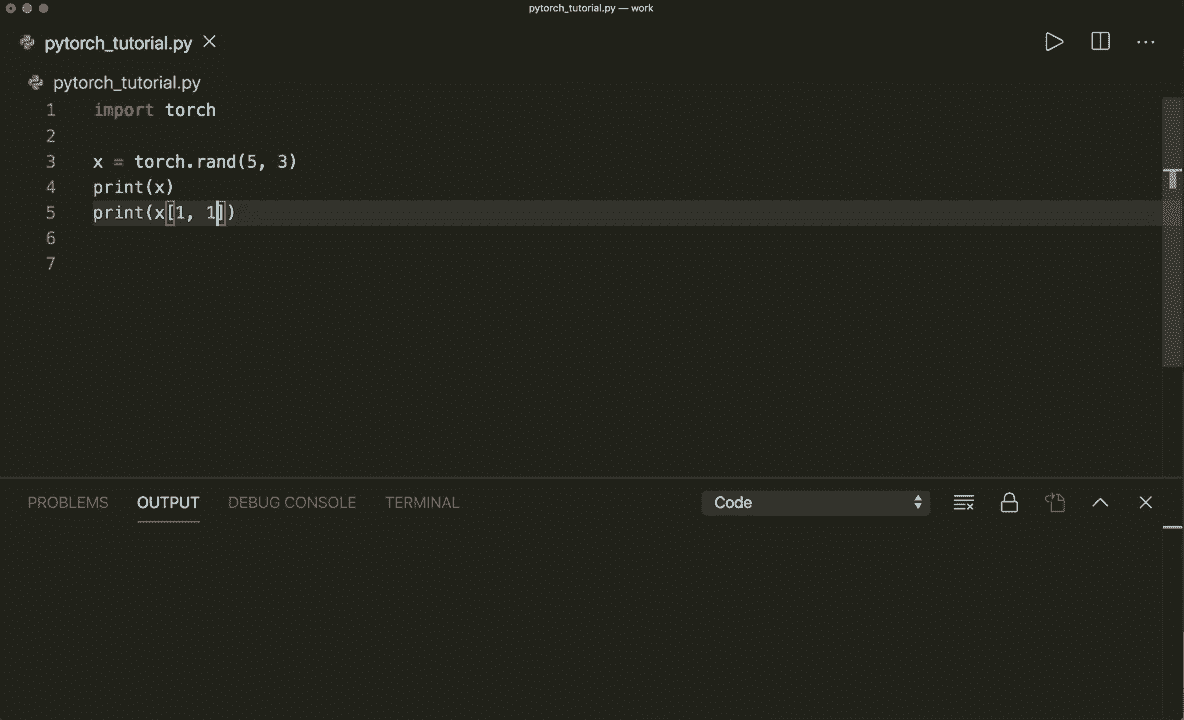 pytorch_tutorial.py — work
pytorch_tutorial.py
pytorch_tutorial.py
1 import torch
2
3 x = torch.rand(5, 3)
4 print(x)
5 print(x[1, 1])
6
7
PROBLEMS OUTPUT DEBUG CONSOLE TERMINAL Code